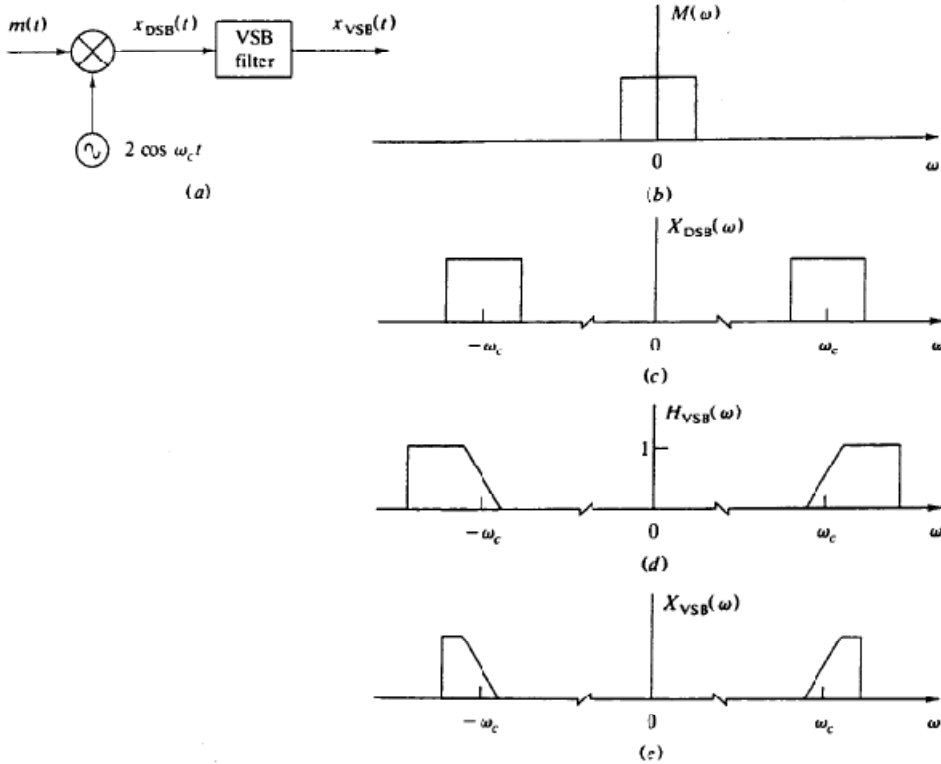 m(t) x_DSB(t) VSB filter x_VSB(t)
2 cos ω_c t
(a)
M(ω)
0 ω
(b)
X_DSB(ω)
−ω_c 0 ω_c ω
(c)
H_VSB(ω)
1
−ω_c 0 ω_c ω
(d)
X_VSB(ω)
−ω_c 0 ω_c ω
(e)